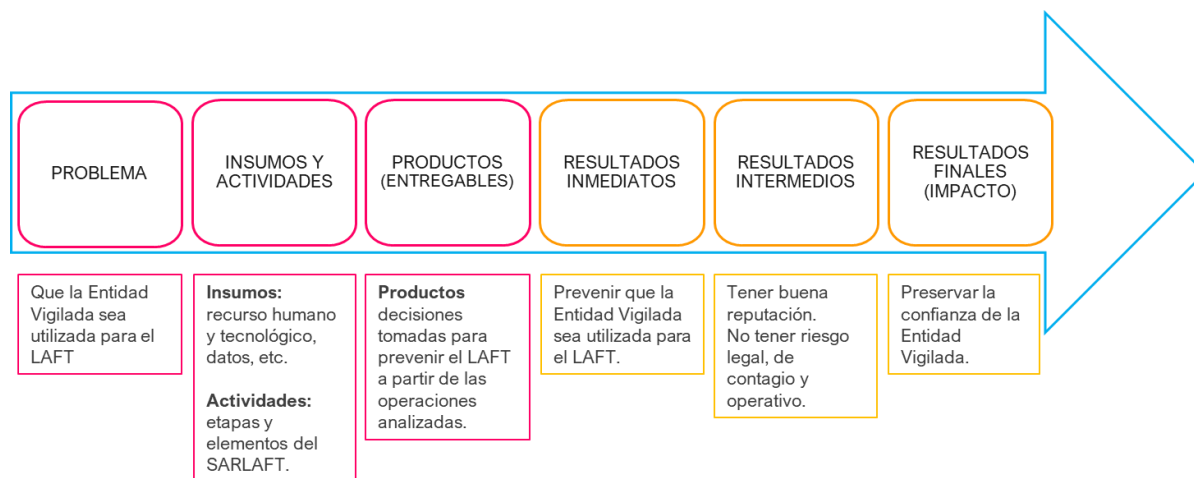 PROBLEMA
INSUMOS Y
ACTIVIDADES
PRODUCTOS
(ENTREGABLES)
RESULTADOS
INMEDIATOS
RESULTADOS
INTERMEDIOS
RESULTADOS
FINALES
(IMPACTO)
Que la Entidad
Vigilada sea
utilizada para el
LAFT
Insumos:
recurso humano
y tecnológico,
datos, etc.
Actividades:
etapas y
elementos del
SARLAFT.
Productos
decisiones
tomadas para
prevenir el LAFT
a partir de las
operaciones
analizadas.
Prevenir que la
Entidad Vigilada
sea utilizada para
el LAFT.
Tener buena
reputación.
No tener riesgo
legal, de
contagio y
operativo.
Preservar la
confianza de la
Entidad
Vigilada.